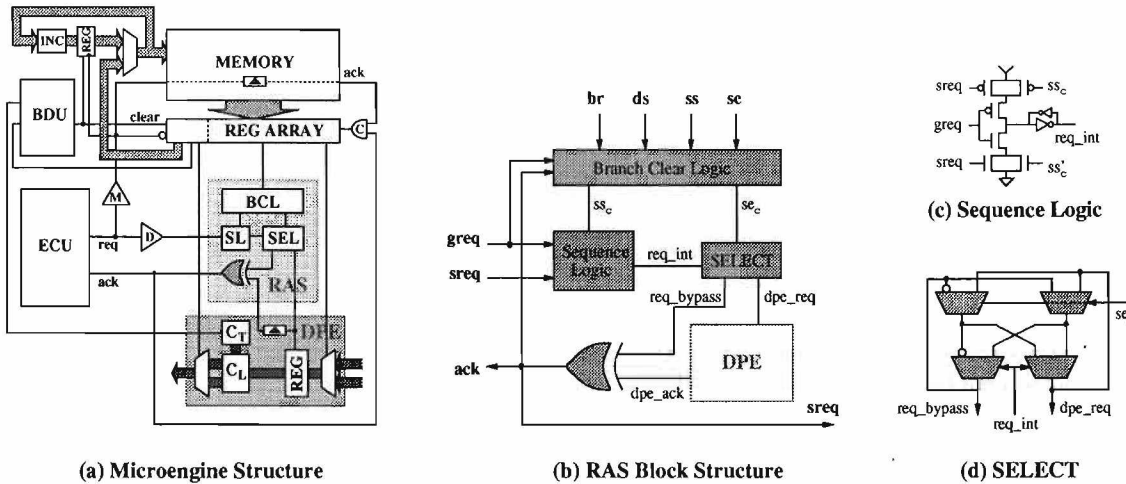 INC
REG
MEMORY
ack
BDU
clear
REG ARRAY
C
M
BCL
ECU
req
D
SL
SEL
ack
RAS
DPE
C_T
C_L
REG
(a) Microengine Structure
br
ds
ss
sc
Branch Clear Logic
ss_c
se_c
greq
sreq
Sequence
Logic
req_int
SELECT
req_bypass
dpe_req
DPE
ack
dpe_ack
sreq
(b) RAS Block Structure
sreq
ss_c
greq
req_int
sreq
ss'_c
(c) Sequence Logic
se
req_bypass
req_int
dpe_req
(d) SELECT